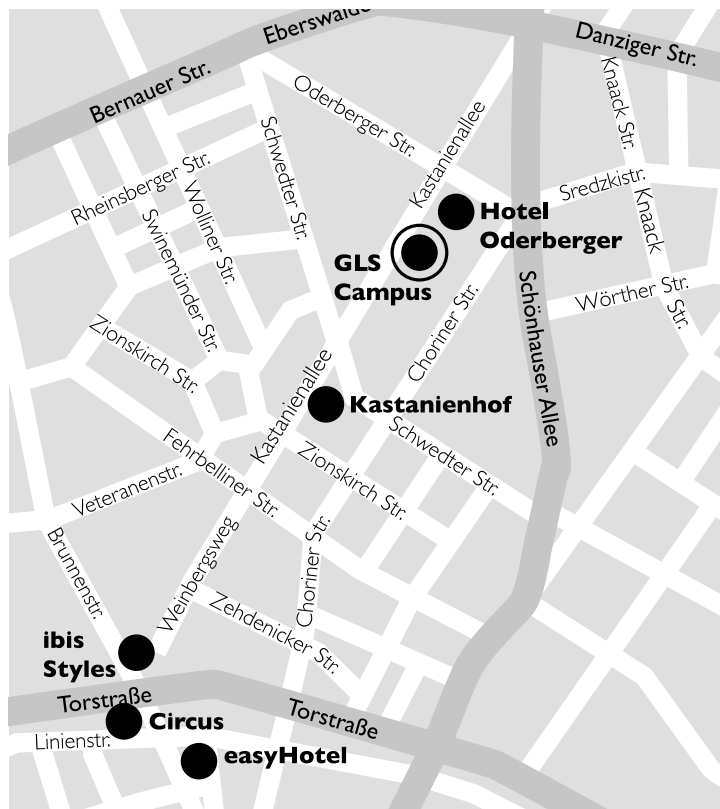 Eberswalde
Danziger Str.
Bernauer Str.
Knaack Str.
Oderberger Str.
Kastanienallee
Schwedter Str.
Rheinsberger Str.
Wolliner Str.
Sredzkistr.
Knaack
Str.
Swinemünder Str.
Hotel
Oderberger
GLS
Campus
Schönhauser Allee
Wörther Str.
Choriner Str.
Zionskirch Str.
Kastanienallee
Kastanienhof
Schwedter Str.
Fehrbelliner Str.
Zionskirch Str.
Veteranenstr.
Brunnenstr.
Weinbergsweg
Choriner Str.
Zehdenicker Str.
ibis
Styles
Torstraße
Torstraße
Circus
Linienstr.
easyHotel